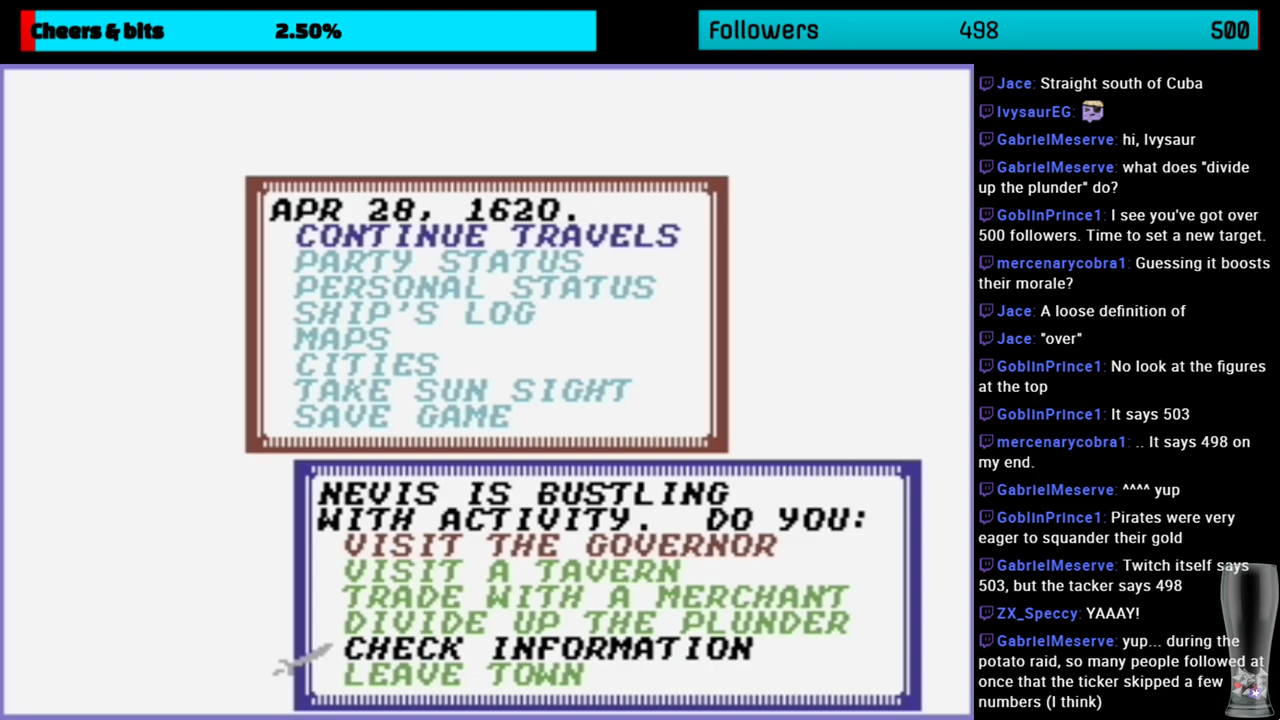 Cheers & bits 2.50%
Followers 498 500
APR 28, 1620.
CONTINUE TRAVELS
PARTY STATUS
PERSONAL STATUS
SHIP'S LOG
MAPS
CITIES
TAKE SUN SIGHT
SAVE GAME
NEVIS IS BUSTLING
WITH ACTIVITY. DO YOU:
VISIT THE GOVERNOR
VISIT A TAVERN
TRADE WITH A MERCHANT
DIVIDE UP THE PLUNDER
CHECK INFORMATION
LEAVE TOWN
Jace: Straight south of Cuba
IvysaurEG:
GabrielMeserve: hi, Ivysaur
GabrielMeserve: what does "divide
up the plunder" do?
GoblinPrince1: I see you've got over
500 followers. Time to set a new target.
mercenarycobra1: Guessing it boosts
their morale?
Jace: A loose definition of
Jace: "over"
GoblinPrince1: No look at the figures
at the top
GoblinPrince1: It says 503
mercenarycobra1: .. It says 498 on
my end.
GabrielMeserve: ^^^^ yup
GoblinPrince1: Pirates were very
eager to squander their gold
GabrielMeserve: Twitch itself says
503, but the tacker says 498
ZX_Speccy: YAAAY!
GabrielMeserve: yup... during the
potato raid, so many people followed at
once that the ticker skipped a few
numbers (I think)